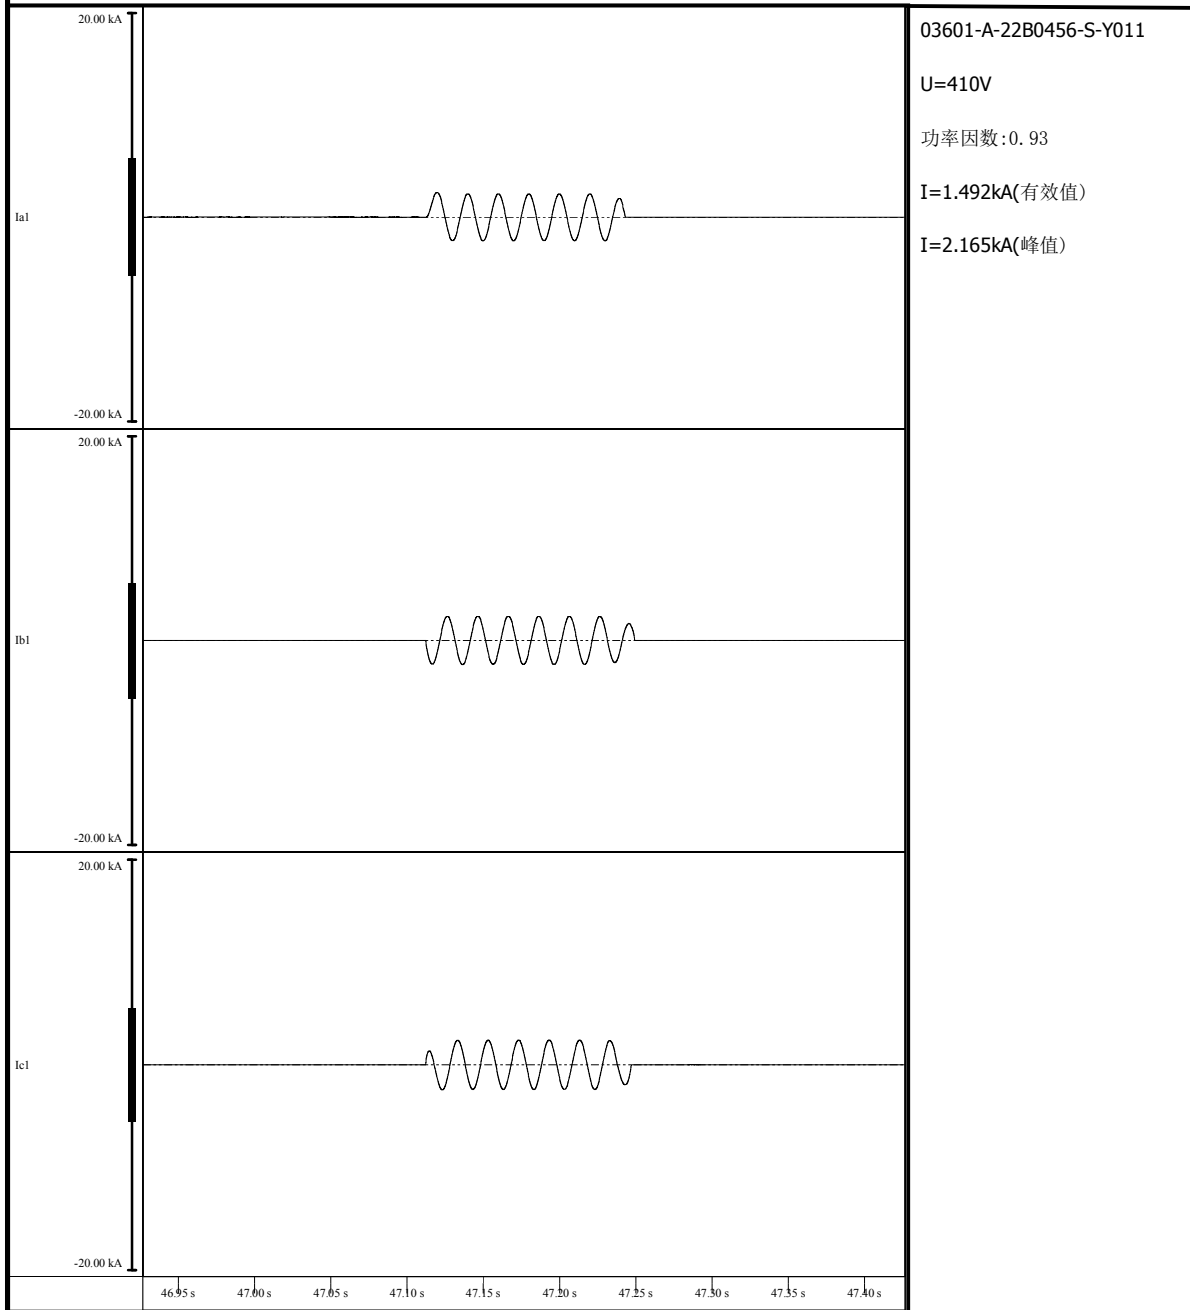 20.00 kA
Ia1
-20.00 kA
20.00 kA
Ib1
-20.00 kA
20.00 kA
Ic1
-20.00 kA
46.95 s 47.00 s 47.05 s 47.10 s 47.15 s 47.20 s 47.25 s 47.30 s 47.35 s 47.40 s
03601-A-22B0456-S-Y011
U=410V
功率因数:0.93
I=1.492kA(有效值)
I=2.165kA(峰值)